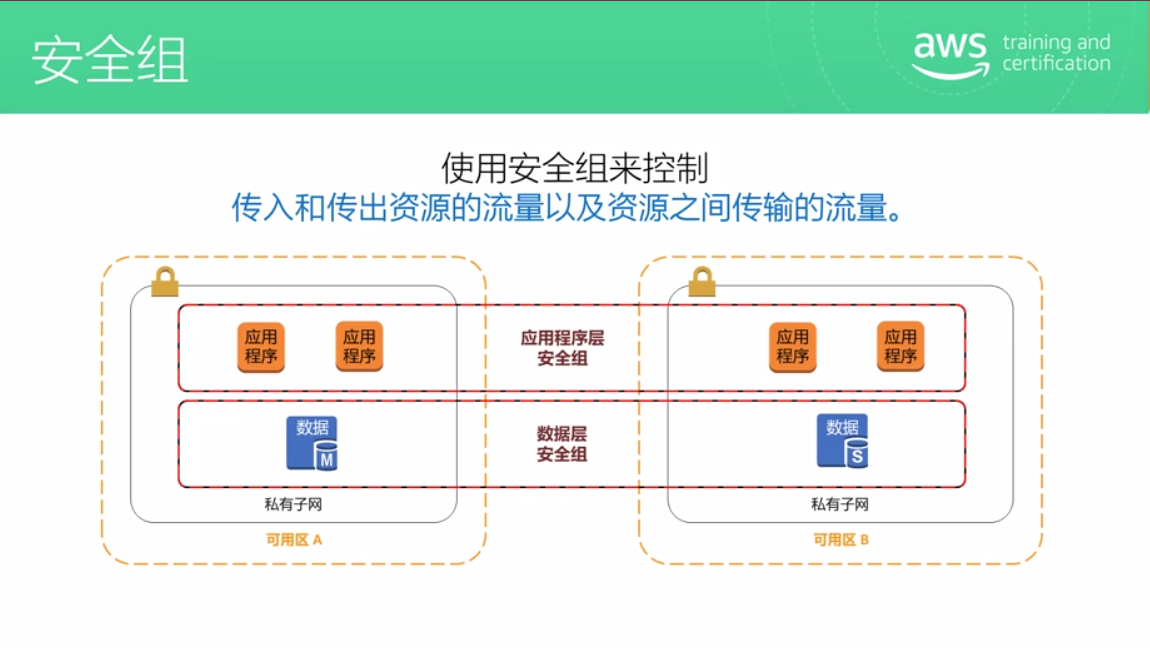 安全组
aws training and
certification
使用安全组来控制
传入和传出资源的流量以及资源之间传输的流量。
应用
程序
应用
程序
应用程序层
安全组
应用
程序
应用
程序
数据
M
数据层
安全组
数据
S
私有子网
私有子网
可用区 A
可用区 B